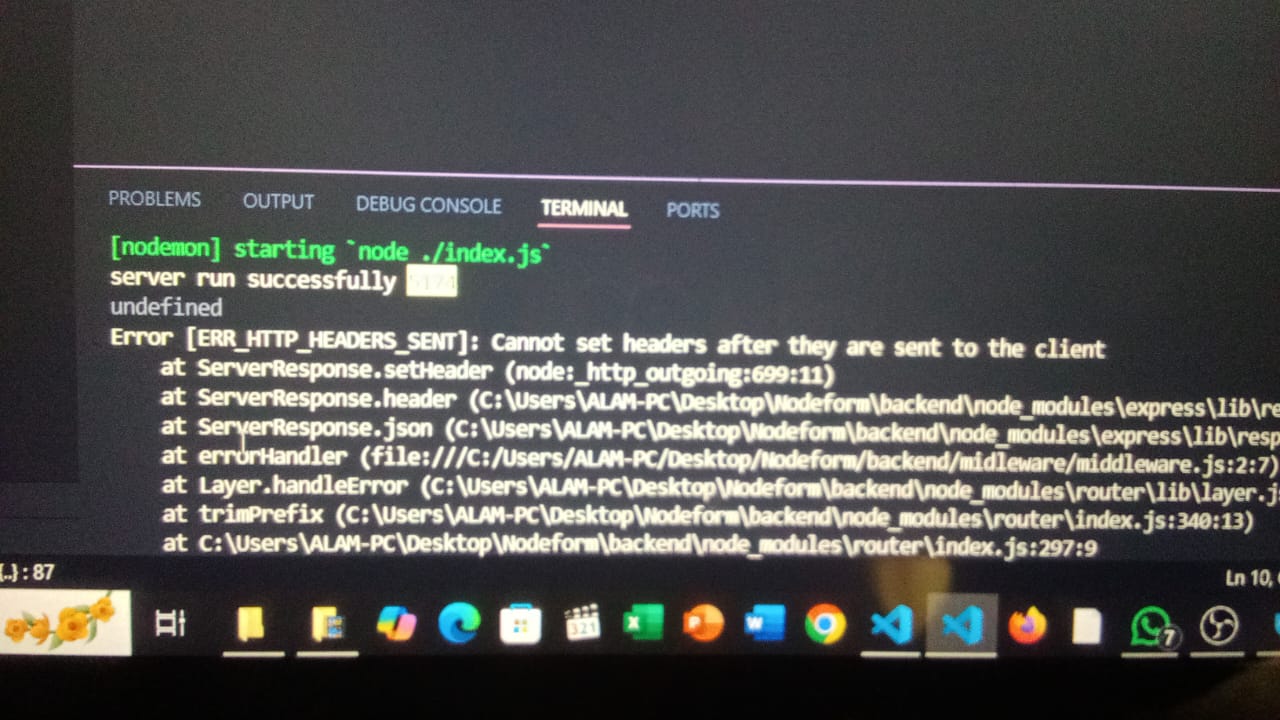 PROBLEMS OUTPUT DEBUG CONSOLE TERMINAL PORTS
[nodemon] starting `node ./index.js`
server run successfully 5174
undefined
Error [ERR_HTTP_HEADERS_SENT]: Cannot set headers after they are sent to the client
at ServerResponse.setHeader (node:_http_outgoing:699:11)
at ServerResponse.header (C:\Users\ALAM-PC\Desktop\Nodeform\backend\node_modules\express\lib\re
at ServerResponse.json (C:\Users\ALAM-PC\Desktop\Nodeform\backend\node_modules\express\lib\resp
at errorHandler (file:///C:/Users/ALAM-PC/Desktop/Nodeform/backend/midleware/middleware.js:2:7)
at Layer.handleError (C:\Users\ALAM-PC\Desktop\Nodeform\backend\node_modules\router\lib\layer.js
at trimPrefix (C:\Users\ALAM-PC\Desktop\Nodeform\backend\node_modules\router\index.js:340:13)
at C:\Users\ALAM-PC\Desktop\Nodeform\backend\node_modules\router\index.js:297:9
{..} : 87 Ln 10,
321 7